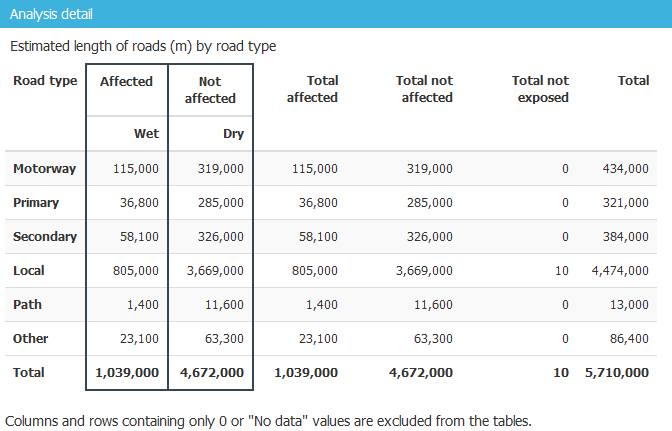 Analysis detail
Estimated length of roads (m) by road type
Road type Affected Not affected Total affected Total not affected Total not exposed Total
Wet Dry
Motorway 115,000 319,000 115,000 319,000 0 434,000
Primary 36,800 285,000 36,800 285,000 0 321,000
Secondary 58,100 326,000 58,100 326,000 0 384,000
Local 805,000 3,669,000 805,000 3,669,000 10 4,474,000
Path 1,400 11,600 1,400 11,600 0 13,000
Other 23,100 63,300 23,100 63,300 0 86,400
Total 1,039,000 4,672,000 1,039,000 4,672,000 10 5,710,000
Columns and rows containing only 0 or "No data" values are excluded from the tables.